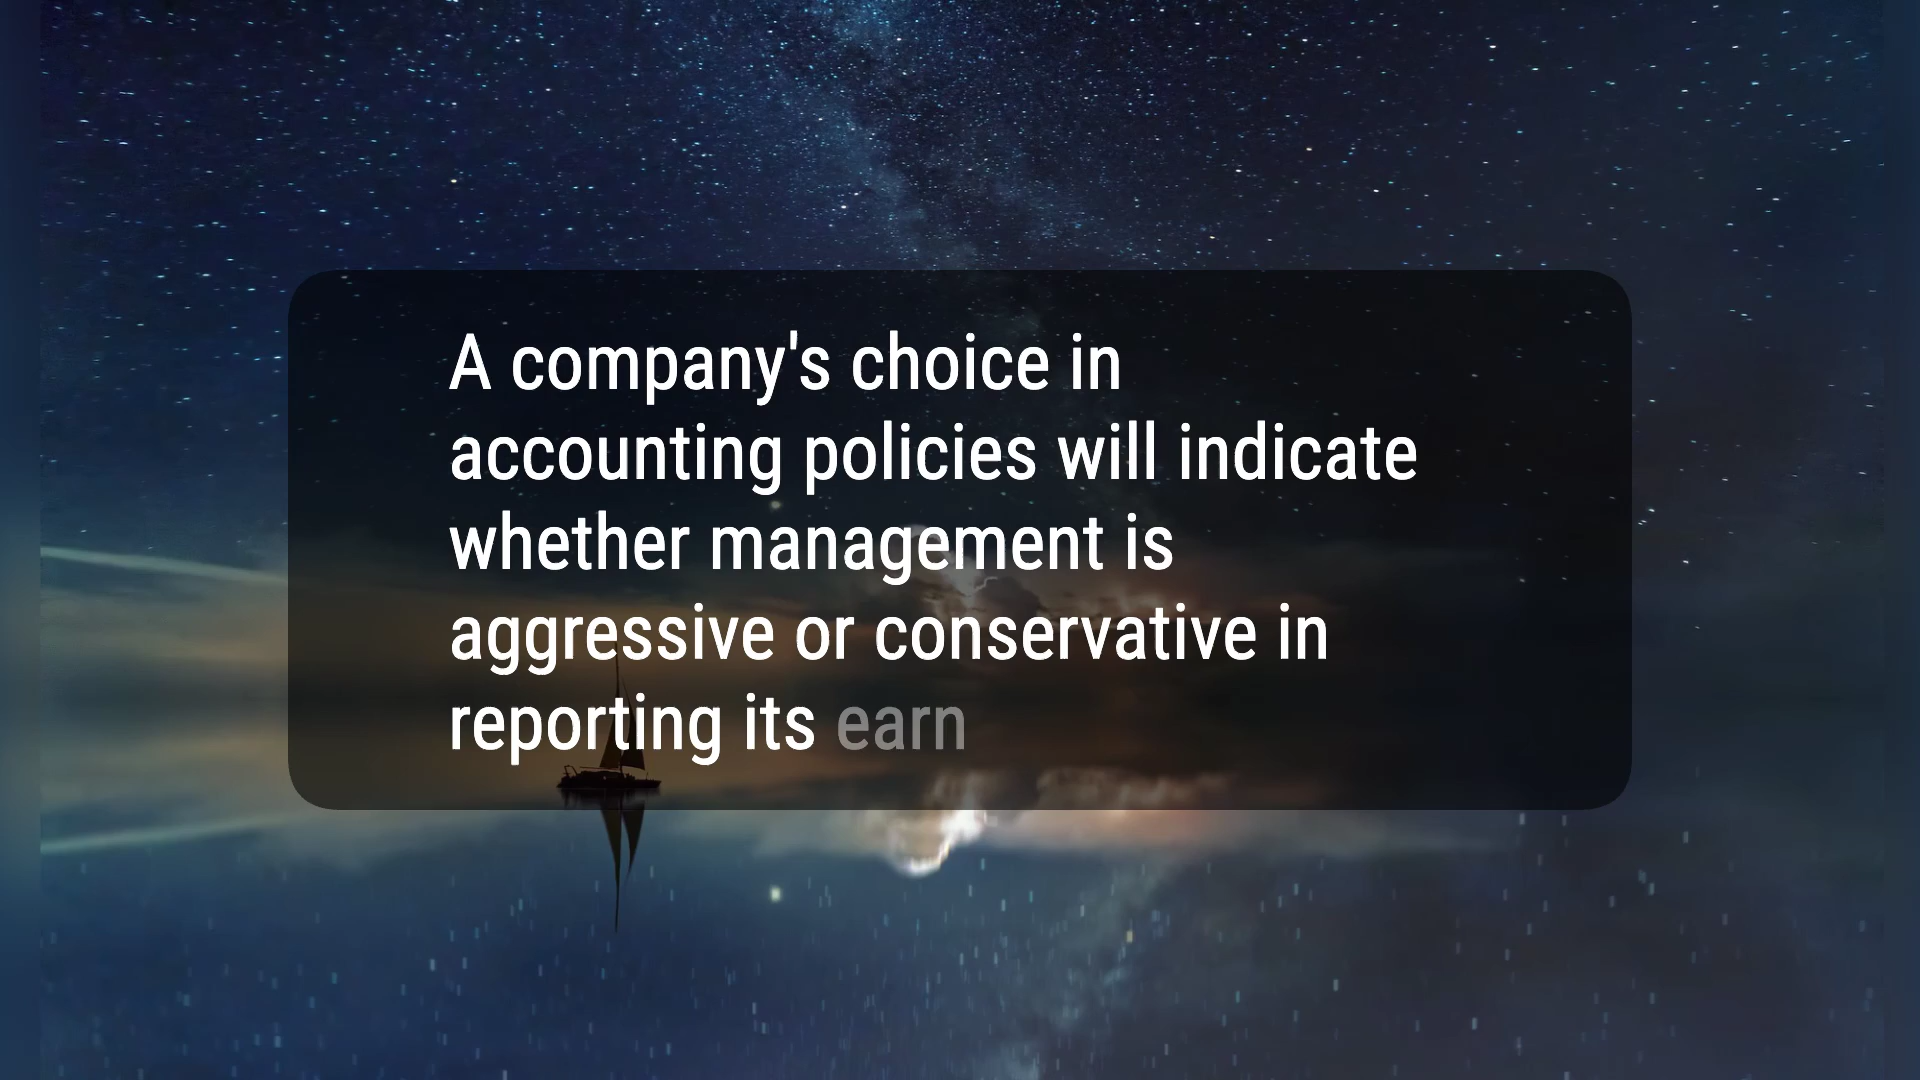 A company's choice in
accounting policies will indicate
whether management is
aggressive or conservative in
reporting its earn